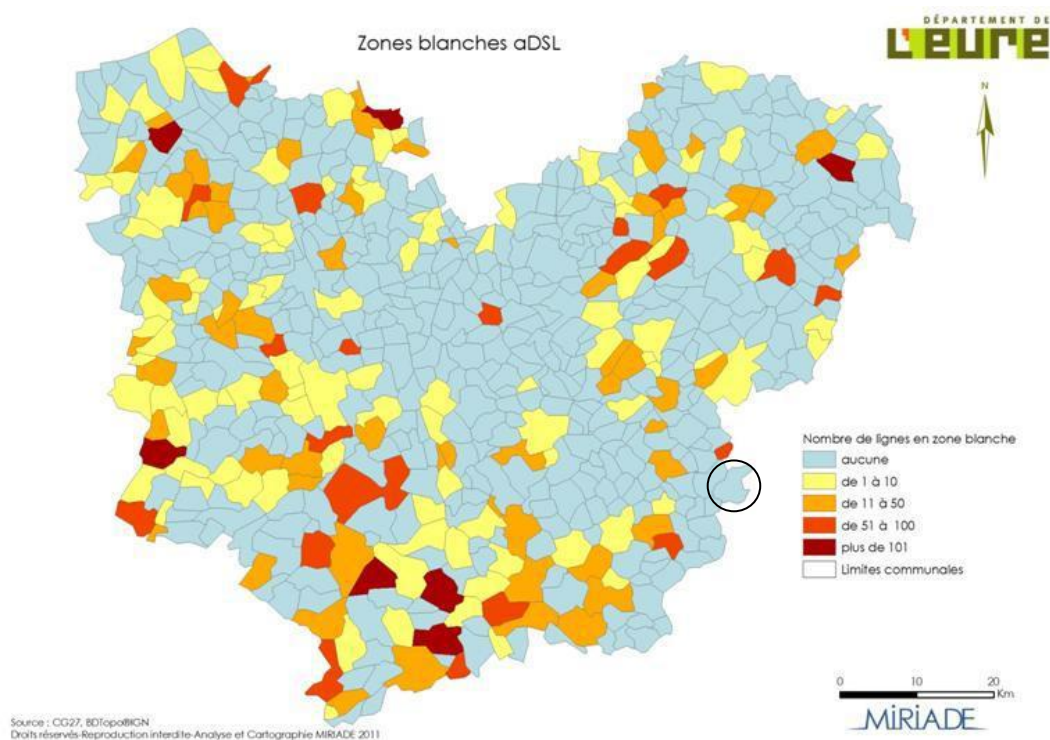 Zones blanches aDSL
DÉPARTEMENT DE
L'eure
N
Nombre de lignes en zone blanche
aucune
de 1 à 10
de 11 à 50
de 51 à 100
plus de 101
Limites communales
0 10 20
Km
MiRiADE
Source : CG27, BDTopo®IGN
Droits réservés-Reproduction interdite-Analyse et Cartographie MIRIADE 2011